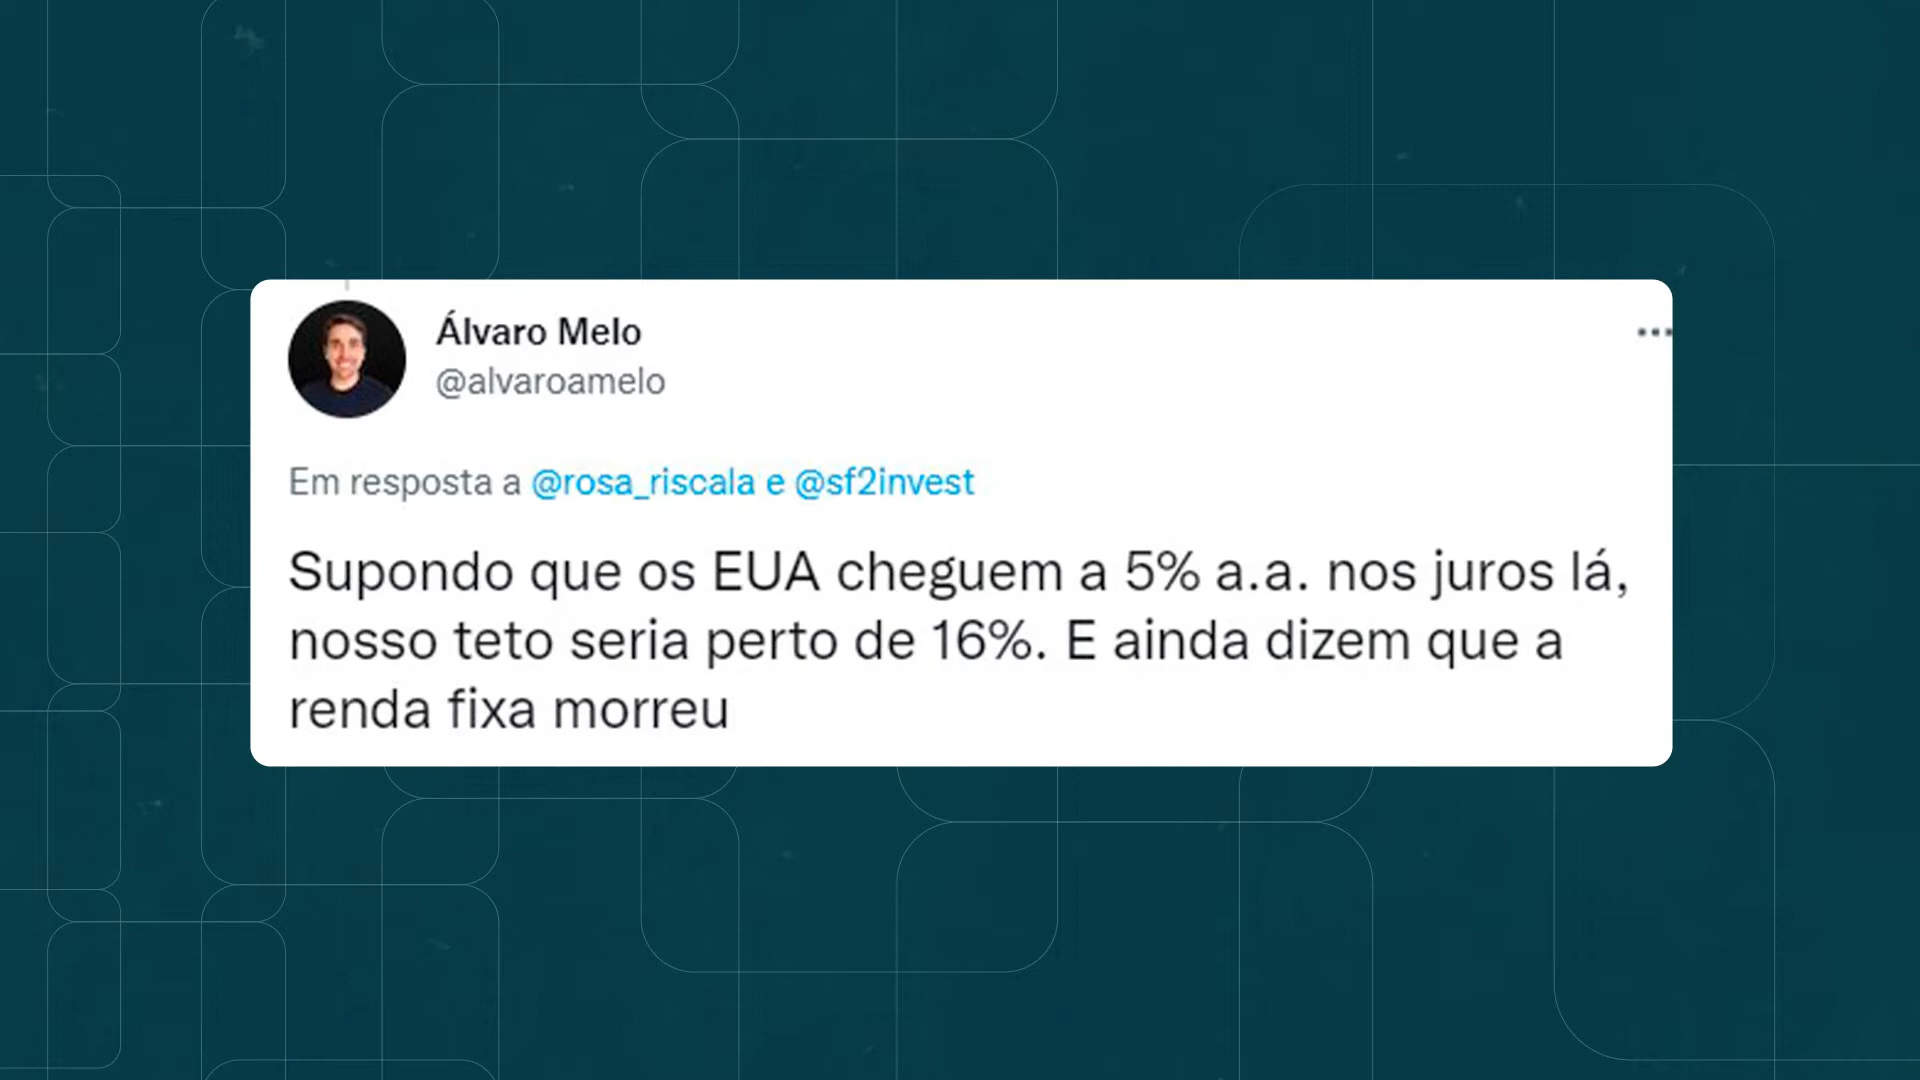 Álvaro Melo
@alvaroamelo
Em resposta a @rosa_riscala e @sf2invest
Supondo que os EUA cheguem a 5% a.a. nos juros lá,
nosso teto seria perto de 16%. E ainda dizem que a
renda fixa morreu